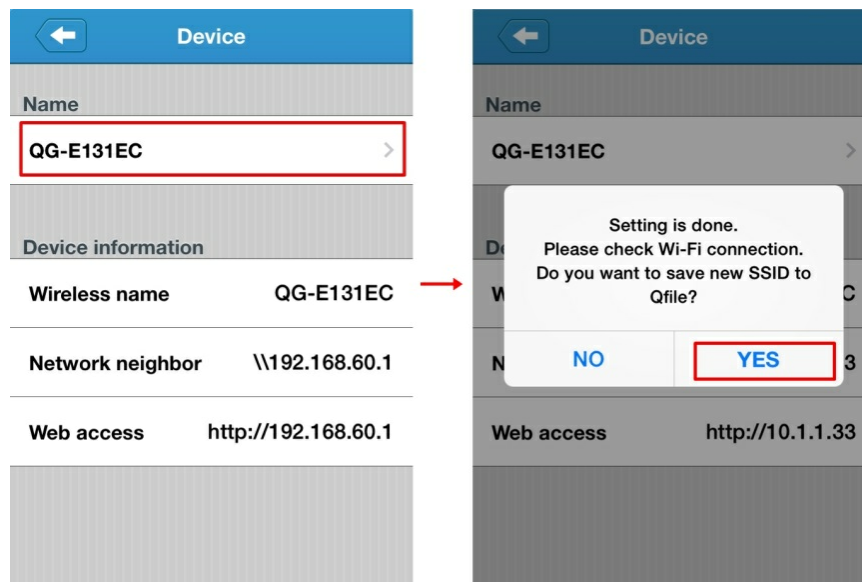 Device
Name
QG-E131EC
Device information
Wireless name QG-E131EC
Network neighbor \\192.168.60.1
Web access http://192.168.60.1
Device
Name
QG-E131EC
De
Setting is done.
Please check Wi-Fi connection.
Do you want to save new SSID to
Qfile?
W C
NO YES
N 3
Web access http://10.1.1.33